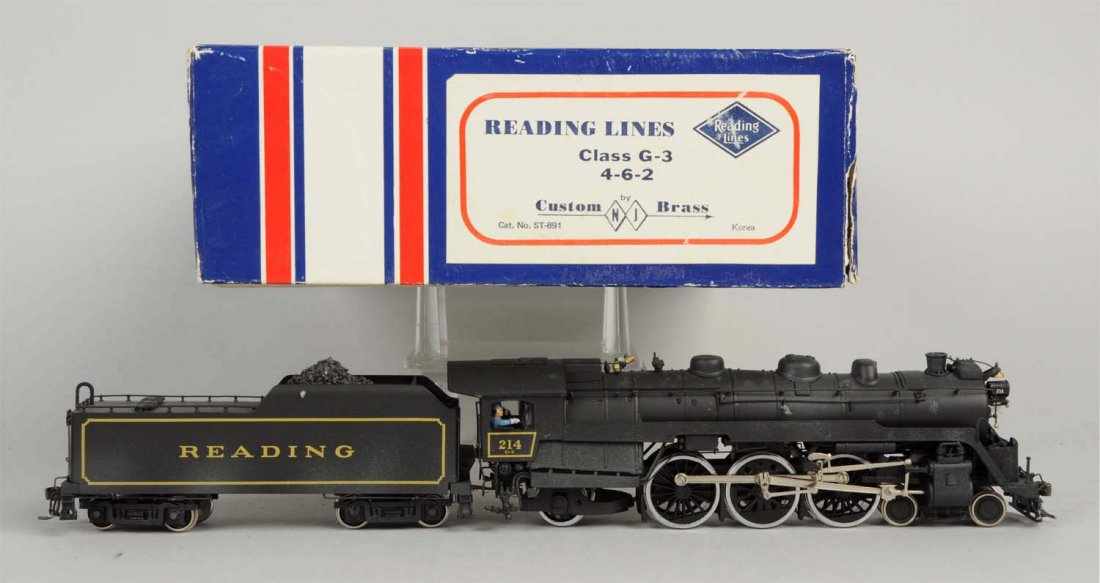 READING LINES
Reading
Lines
Class G-3
4-6-2
by
Custom NJ Brass
Cat. No. ST-891
Korea
READING
214
214